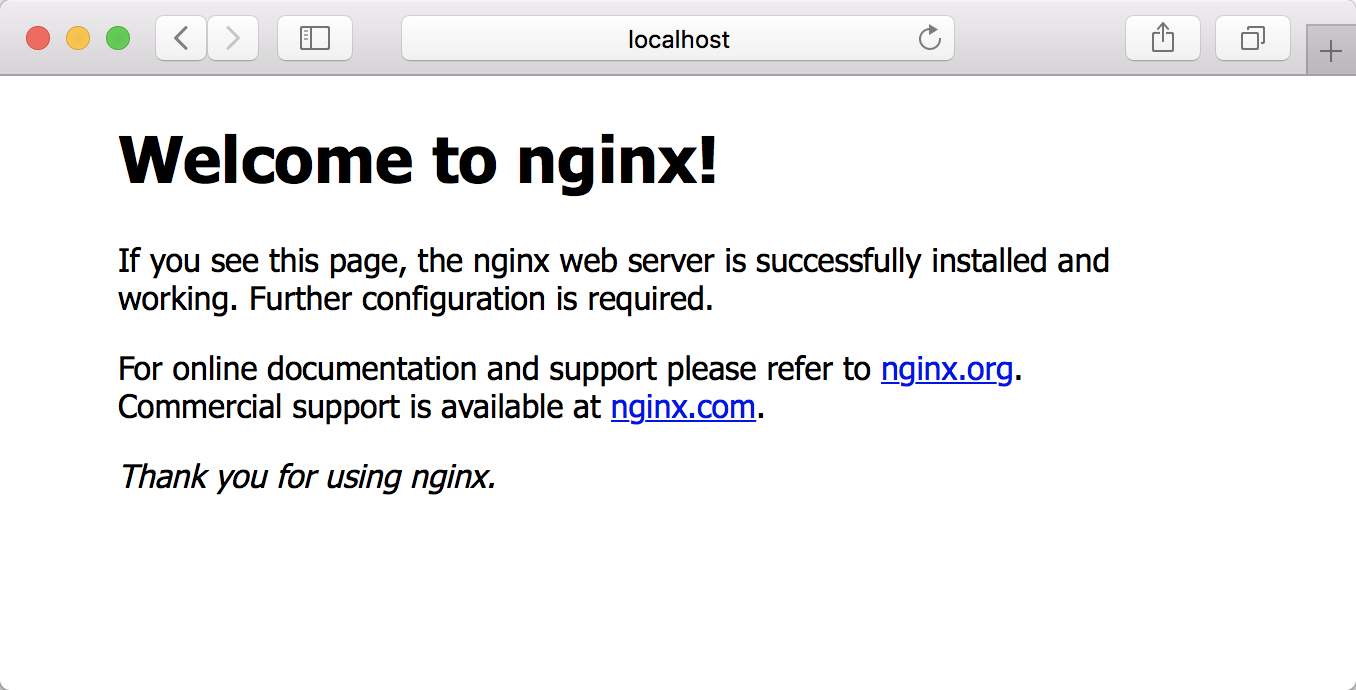 localhost
Welcome to nginx!
If you see this page, the nginx web server is successfully installed and
working. Further configuration is required.
For online documentation and support please refer to nginx.org.
Commercial support is available at nginx.com.
Thank you for using nginx.